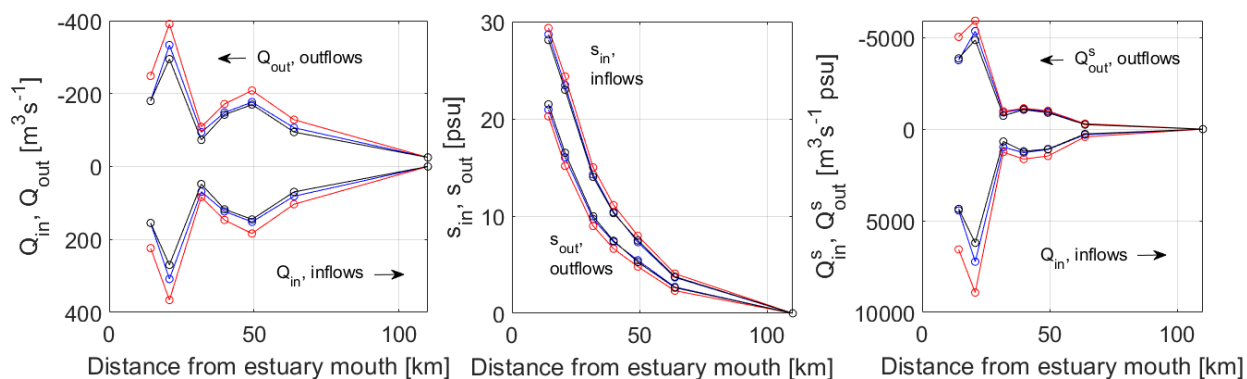 -400
-200
0
200
400
Q_in, Q_out [m³s⁻¹]
Q_out, outflows
Q_in, inflows
0
50
100
Distance from estuary mouth [km]
30
20
10
0
s_in, s_out [psu]
s_in,
inflows
s_out,
outflows
0
50
100
Distance from estuary mouth [km]
-5000
0
5000
10000
Q^s_in, Q^s_out [m³s⁻¹ psu]
Q^s_out, outflows
Q_in, inflows
0
50
100
Distance from estuary mouth [km]